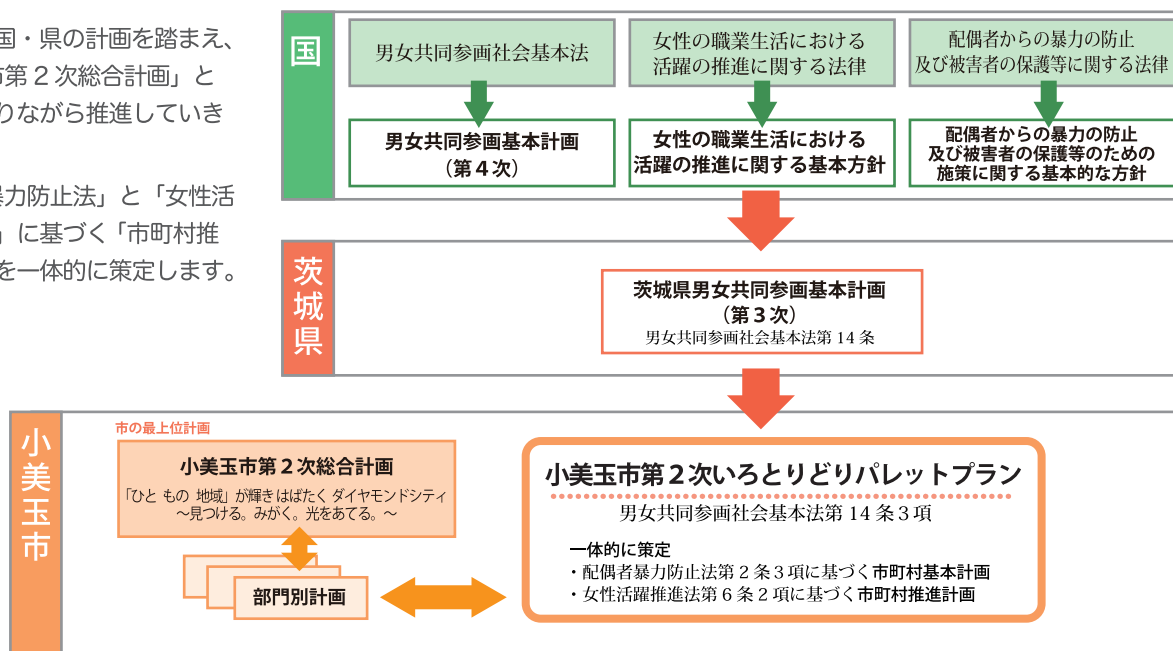 国・県の計画を踏まえ、
市第２次総合計画」と
りながら推進していき
暴力防止法」と「女性活
」に基づく「市町村推
を一体的に策定します。
国
男女共同参画社会基本法
女性の職業生活における
活躍の推進に関する法律
配偶者からの暴力の防止
及び被害者の保護等に関する法律
男女共同参画基本計画
（第４次）
女性の職業生活における
活躍の推進に関する基本方針
配偶者からの暴力の防止
及び被害者の保護等のための
施策に関する基本的な方針
茨城県
茨城県男女共同参画基本計画
（第３次）
男女共同参画社会基本法第 14 条
小美玉市
市の最上位計画
小美玉市第２次総合計画
「ひと もの 地域」が輝き はばたく ダイヤモンドシティ
～見つける。みがく。光をあてる。～
部門別計画
小美玉市第２次いろとりどりパレットプラン
男女共同参画社会基本法第 14 条３項
一体的に策定
・配偶者暴力防止法第２条３項に基づく市町村基本計画
・女性活躍推進法第６条２項に基づく市町村推進計画